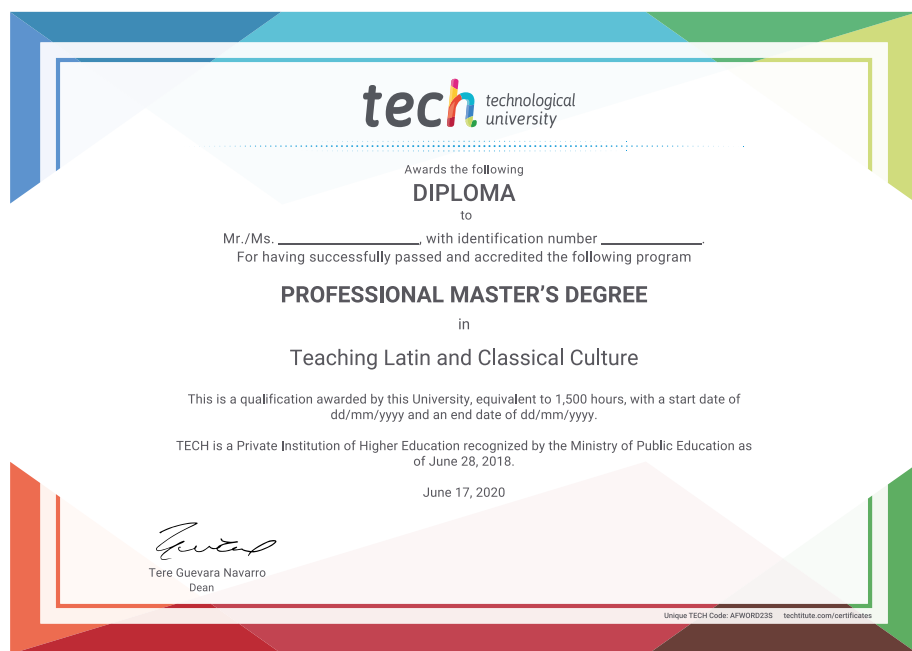 tech technological
university
Awards the following
DIPLOMA
to
Mr./Ms. ____________________, with identification number ______________.
For having successfully passed and accredited the following program
PROFESSIONAL MASTER'S DEGREE
in
Teaching Latin and Classical Culture
This is a qualification awarded by this University, equivalent to 1,500 hours, with a start date of
dd/mm/yyyy and an end date of dd/mm/yyyy.
TECH is a Private Institution of Higher Education recognized by the Ministry of Public Education as
of June 28, 2018.
June 17, 2020
Tere Guevara Navarro
Dean
Unique TECH Code: AFWORD23S techtitute.com/certificates